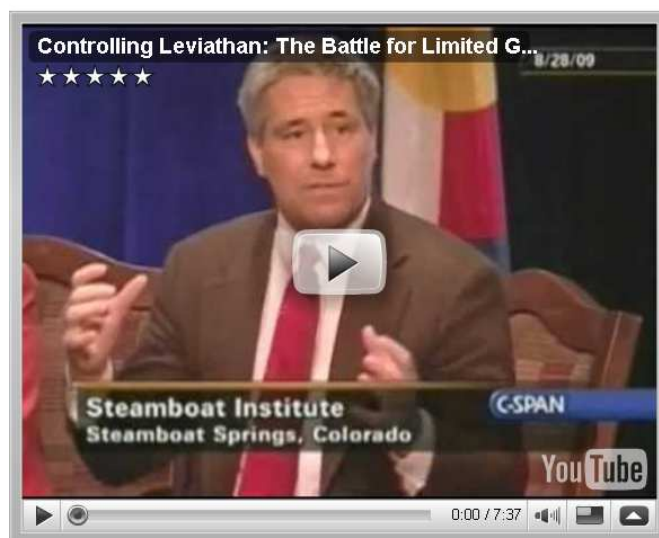 Controlling Leviathan: The Battle for Limited G...
8/28/09
Steamboat Institute
Steamboat Springs, Colorado
C-SPAN
YouTube
0:00 / 7:37